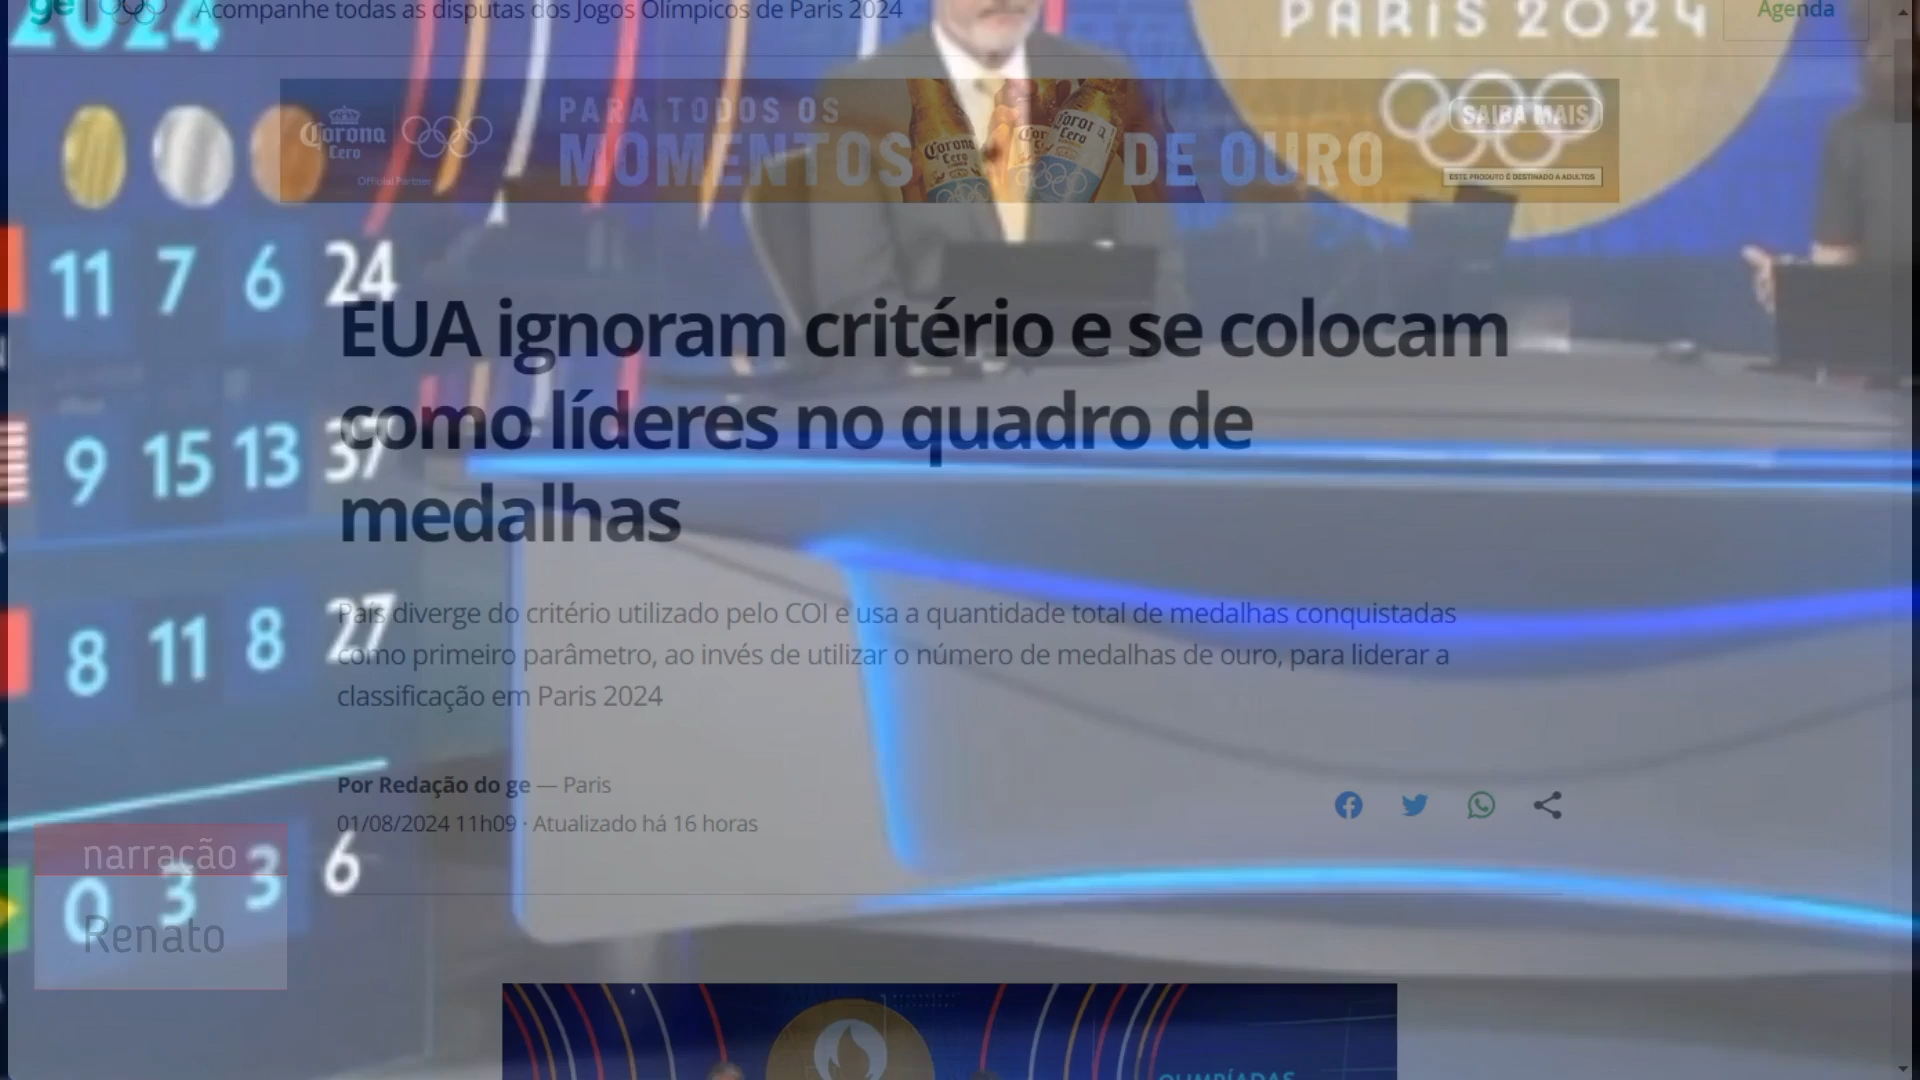 2024
ge
Acompanhe todas as disputas dos Jogos Olímpicos de Paris 2024
PARIS 2024
Agenda
Corona
Cero
Official Partner
PARA TODOS OS
MOMENTOS DE OURO
Corona
Cero
SAIBA MAIS
ESTE PRODUTO É DESTINADO A ADULTOS
11 7 6 24
9 15 13 37
8 11 8 27
0 3 3 6
EUA ignoram critério e se colocam
como líderes no quadro de
medalhas
País diverge do critério utilizado pelo COI e usa a quantidade total de medalhas conquistadas
como primeiro parâmetro, ao invés de utilizar o número de medalhas de ouro, para liderar a
classificação em Paris 2024
Por Redação do ge — Paris
01/08/2024 11h09 · Atualizado há 16 horas
narração
Renato
OLIMPÍADAS